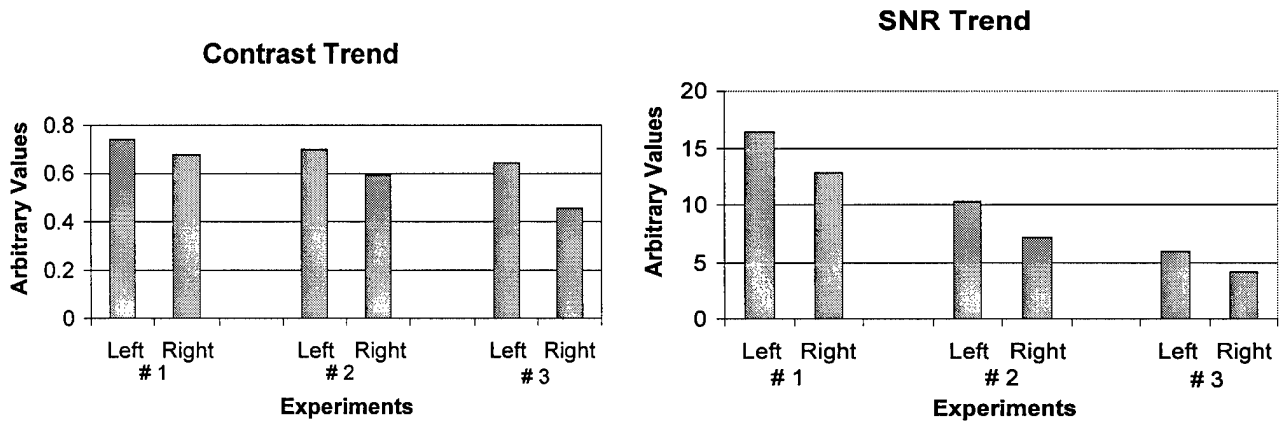 Contrast Trend
Arbitrary Values
0.8
0.6
0.4
0.2
0
Left Right Left Right Left Right
# 1 # 2 # 3
Experiments
SNR Trend
Arbitrary Values
20
15
10
5
0
Left Right Left Right Left Right
# 1 # 2 # 3
Experiments